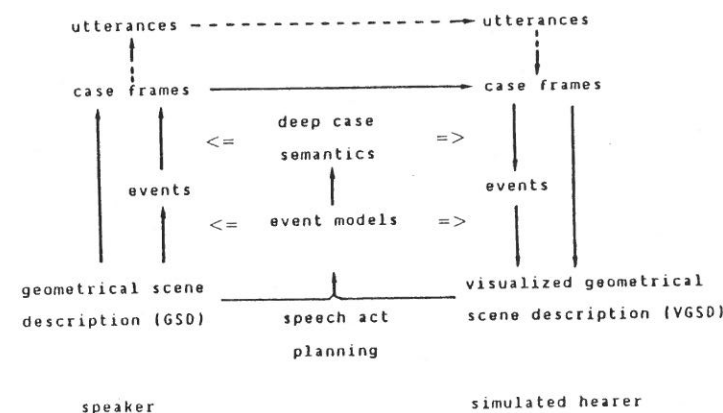 utterances
utterances
case frames
case frames
deep case
<=
=>
semantics
events
events
<=
event models
=>
geometrical scene
visualized geometrical
description (GSD)
speech act
scene description (VGSD)
planning
speaker
simulated hearer